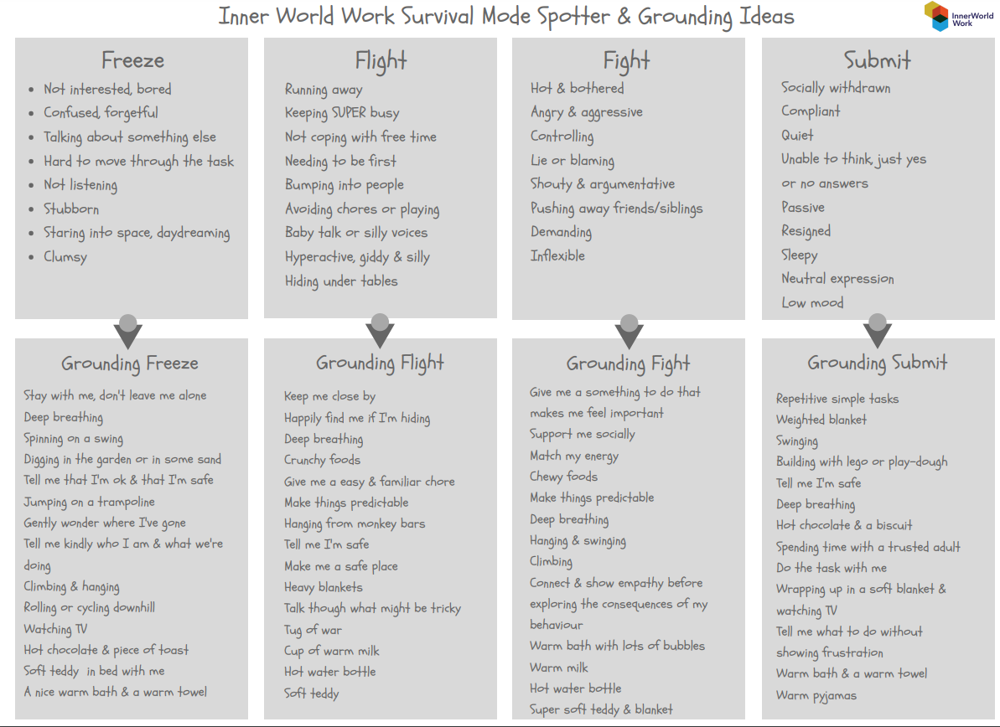 Inner World Work Survival Mode Spotter & Grounding Ideas
InnerWorld
Work
Freeze
• Not interested, bored
• Confused, forgetful
• Talking about something else
• Hard to move through the task
• Not listening
• Stubborn
• Staring into space, daydreaming
• Clumsy
Flight
Running away
Keeping SUPER busy
Not coping with free time
Needing to be first
Bumping into people
Avoiding chores or playing
Baby talk or silly voices
Hyperactive, giddy & silly
Hiding under tables
Fight
Hot & bothered
Angry & aggressive
Controlling
Lie or blaming
Shouty & argumentative
Pushing away friends/siblings
Demanding
Inflexible
Submit
Socially withdrawn
Compliant
Quiet
Unable to think, just yes
or no answers
Passive
Resigned
Sleepy
Neutral expression
Low mood
Grounding Freeze
Stay with me, don't leave me alone
Deep breathing
Spinning on a swing
Digging in the garden or in some sand
Tell me that I'm ok & that I'm safe
Jumping on a trampoline
Gently wonder where I've gone
Tell me kindly who I am & what we're
doing
Climbing & hanging
Rolling or cycling downhill
Watching TV
Hot chocolate & piece of toast
Soft teddy in bed with me
A nice warm bath & a warm towel
Grounding Flight
Keep me close by
Happily find me if I'm hiding
Deep breathing
Crunchy foods
Give me a easy & familiar chore
Make things predictable
Hanging from monkey bars
Tell me I'm safe
Make me a safe place
Heavy blankets
Talk though what might be tricky
Tug of war
Cup of warm milk
Hot water bottle
Soft teddy
Grounding Fight
Give me a something to do that
makes me feel important
Support me socially
Match my energy
Chewy foods
Make things predictable
Deep breathing
Hanging & swinging
Climbing
Connect & show empathy before
exploring the consequences of my
behaviour
Warm bath with lots of bubbles
Warm milk
Hot water bottle
Super soft teddy & blanket
Grounding Submit
Repetitive simple tasks
Weighted blanket
Swinging
Building with lego or play-dough
Tell me I'm safe
Deep breathing
Hot chocolate & a biscuit
Spending time with a trusted adult
Do the task with me
Wrapping up in a soft blanket &
watching TV
Tell me what to do without
showing frustration
Warm bath & a warm towel
Warm pyjamas